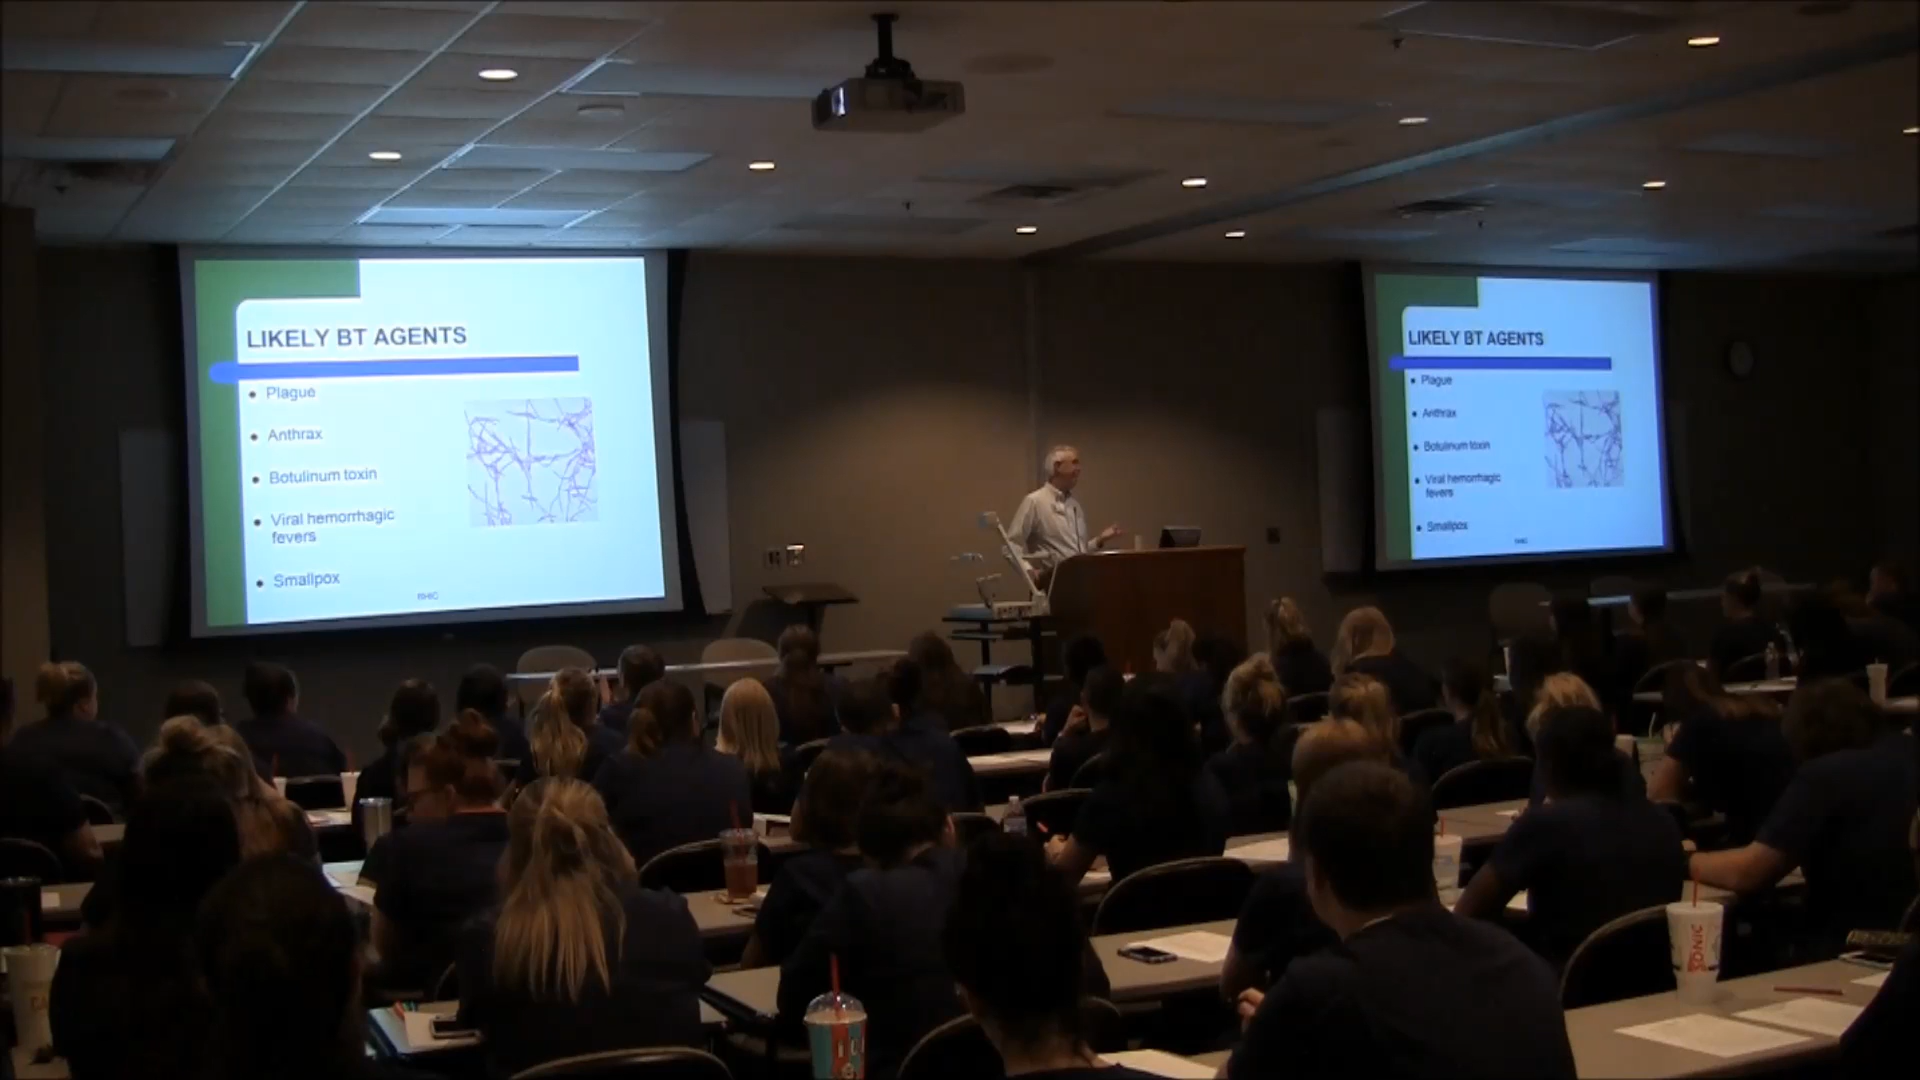 LIKELY BT AGENTS
• Plague
• Anthrax
• Botulinum toxin
• Viral hemorrhagic
fevers
• Smallpox
LIKELY BT AGENTS
• Plague
• Anthrax
• Botulinum toxin
• Viral hemorrhagic
fevers
• Smallpox
SONIC